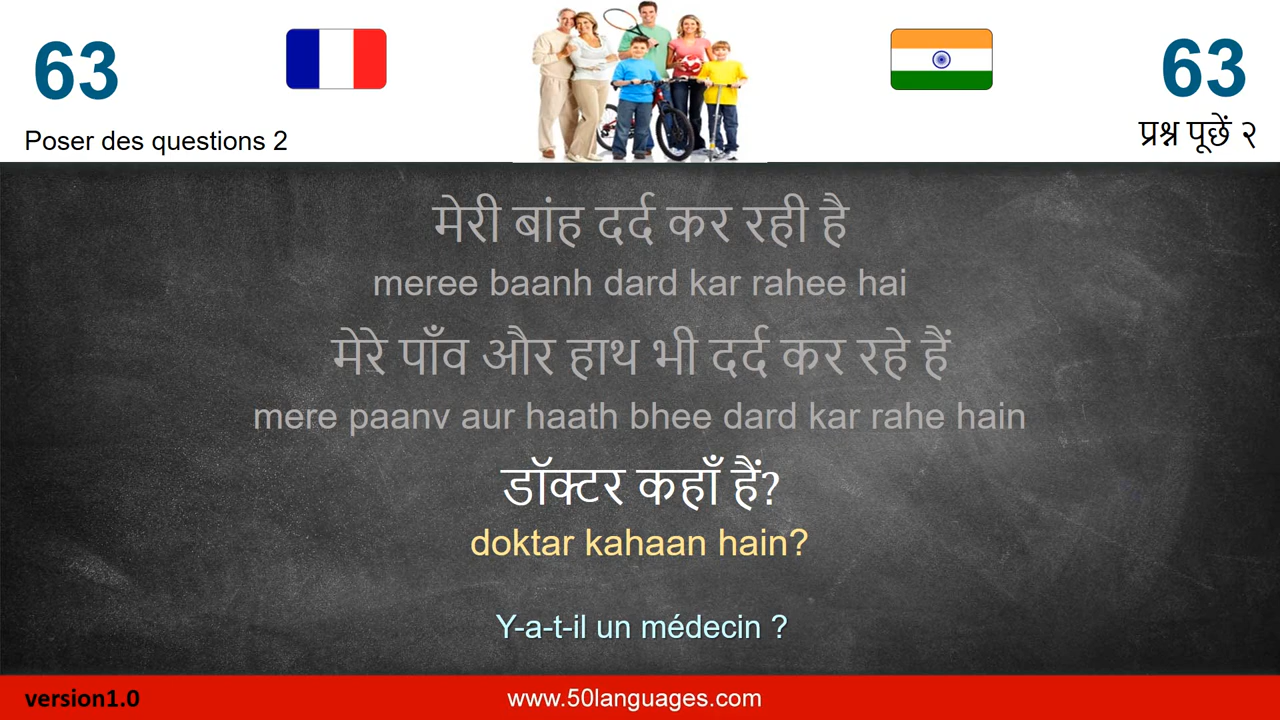 63
63
Poser des questions 2
प्रश्न पूछें २
मेरी बांह दर्द कर रही है
meree baanh dard kar rahee hai
मेरे पाँव और हाथ भी दर्द कर रहे हैं
mere paanv aur haath bhee dard kar rahe hain
डॉक्टर कहाँ हैं?
doktar kahaan hain?
Y-a-t-il un médecin ?
version1.0
www.50languages.com